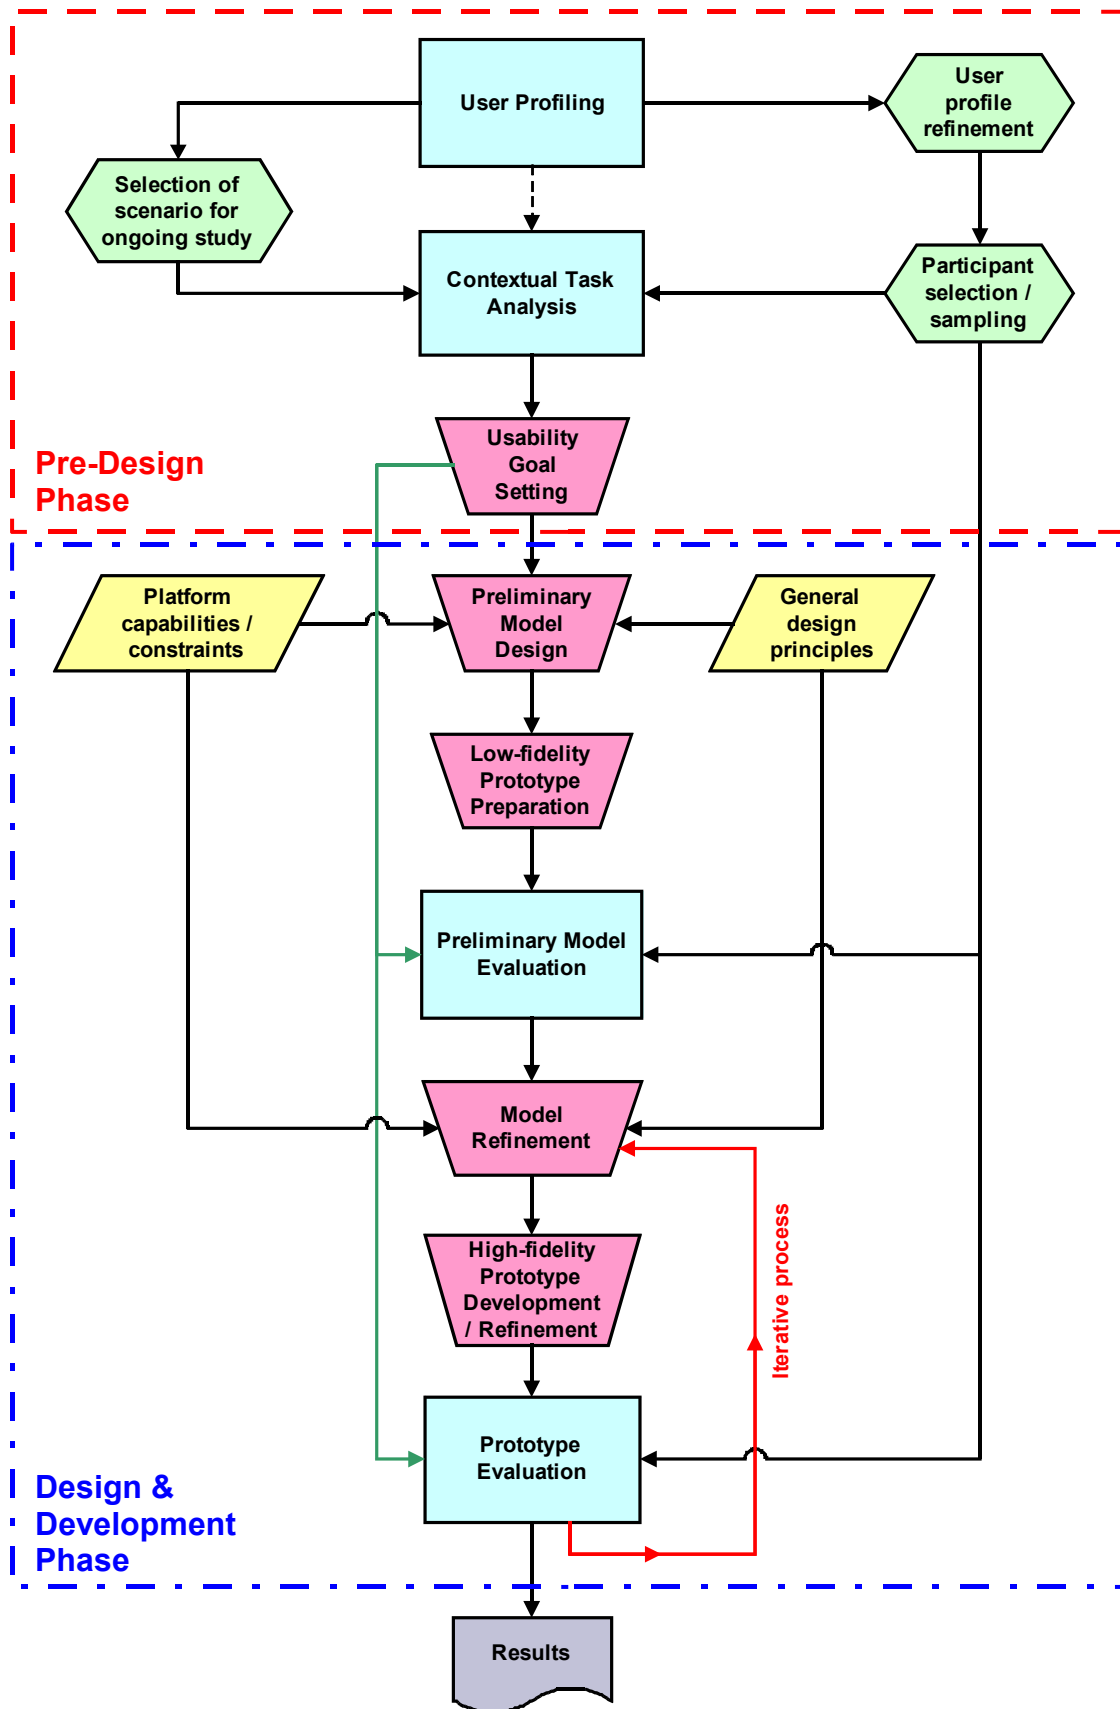 User Profiling
User
profile
refinement
Selection of
scenario for
ongoing study
Contextual Task
Analysis
Participant
selection /
sampling
Usability
Goal
Setting
Pre-Design
Phase
Platform
capabilities /
constraints
Preliminary
Model
Design
General
design
principles
Low-fidelity
Prototype
Preparation
Preliminary Model
Evaluation
Model
Refinement
High-fidelity
Prototype
Development
/ Refinement
Iterative process
Prototype
Evaluation
Design &
Development
Phase
Results